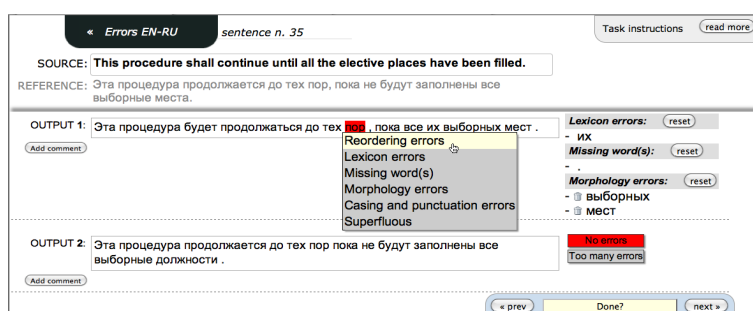 « Errors EN-RU sentence n. 35 Task instructions read more
SOURCE: This procedure shall continue until all the elective places have been filled.
REFERENCE: Эта процедура продолжается до тех пор, пока не будут заполнены все
выборные места.
OUTPUT 1: Эта процедура будет продолжаться до тех пор , пока все их выборных мест .
Add comment
Reordering errors
Lexicon errors
Missing word(s)
Morphology errors
Casing and punctuation errors
Superfluous
Lexicon errors: reset
- их
Missing word(s): reset
- .
Morphology errors: reset
- выборных
- мест
OUTPUT 2: Эта процедура продолжается до тех пор пока не будут заполнены все
выборные должности .
Add comment
No errors
Too many errors
« prev Done? next »